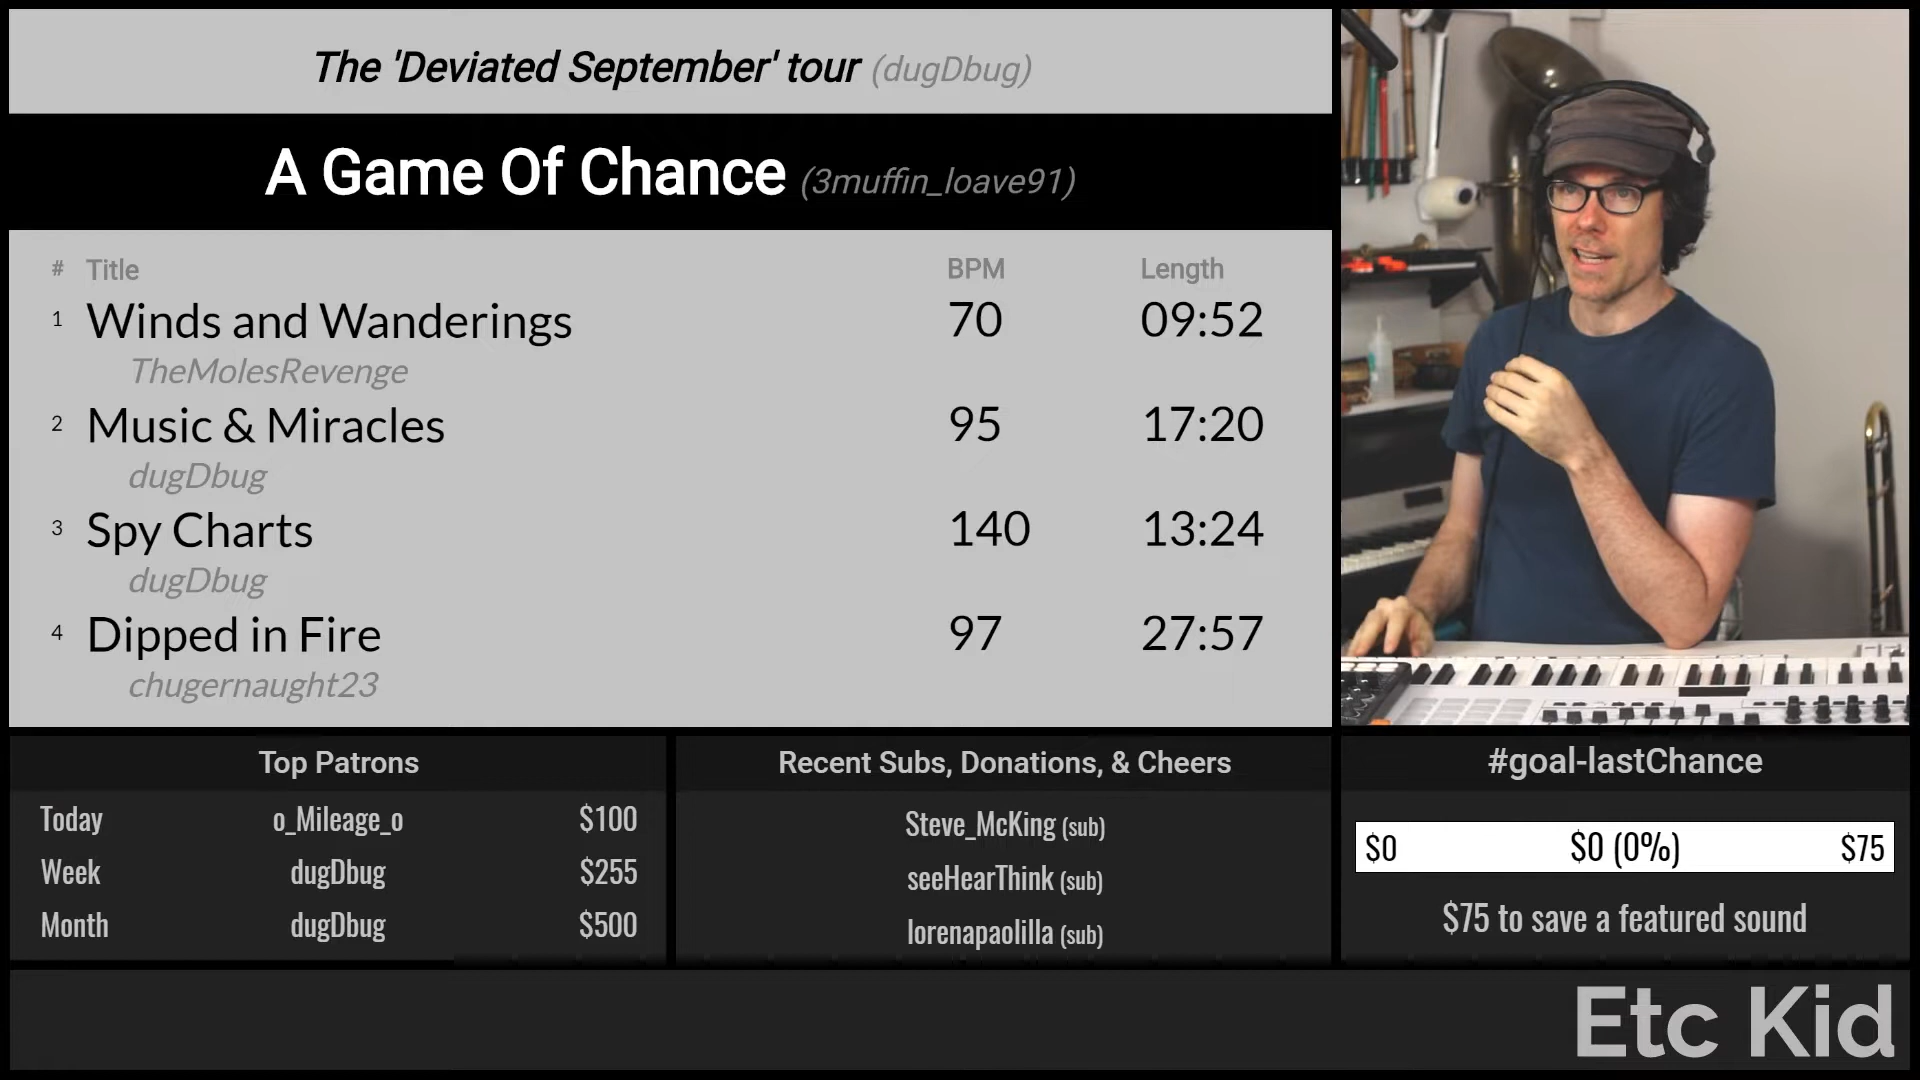 The 'Deviated September' tour (dugDbug)
A Game Of Chance (3muffin_loave91)
# Title BPM Length
1 Winds and Wanderings 70 09:52
TheMolesRevenge
2 Music & Miracles 95 17:20
dugDbug
3 Spy Charts 140 13:24
dugDbug
4 Dipped in Fire 97 27:57
chugernaught23
Top Patrons
Today o_Mileage_o $100
Week dugDbug $255
Month dugDbug $500
Recent Subs, Donations, & Cheers
Steve_McKing (sub)
seeHearThink (sub)
lorenapaolilla (sub)
#goal-lastChance
$0 $0 (0%) $75
$75 to save a featured sound
Etc Kid